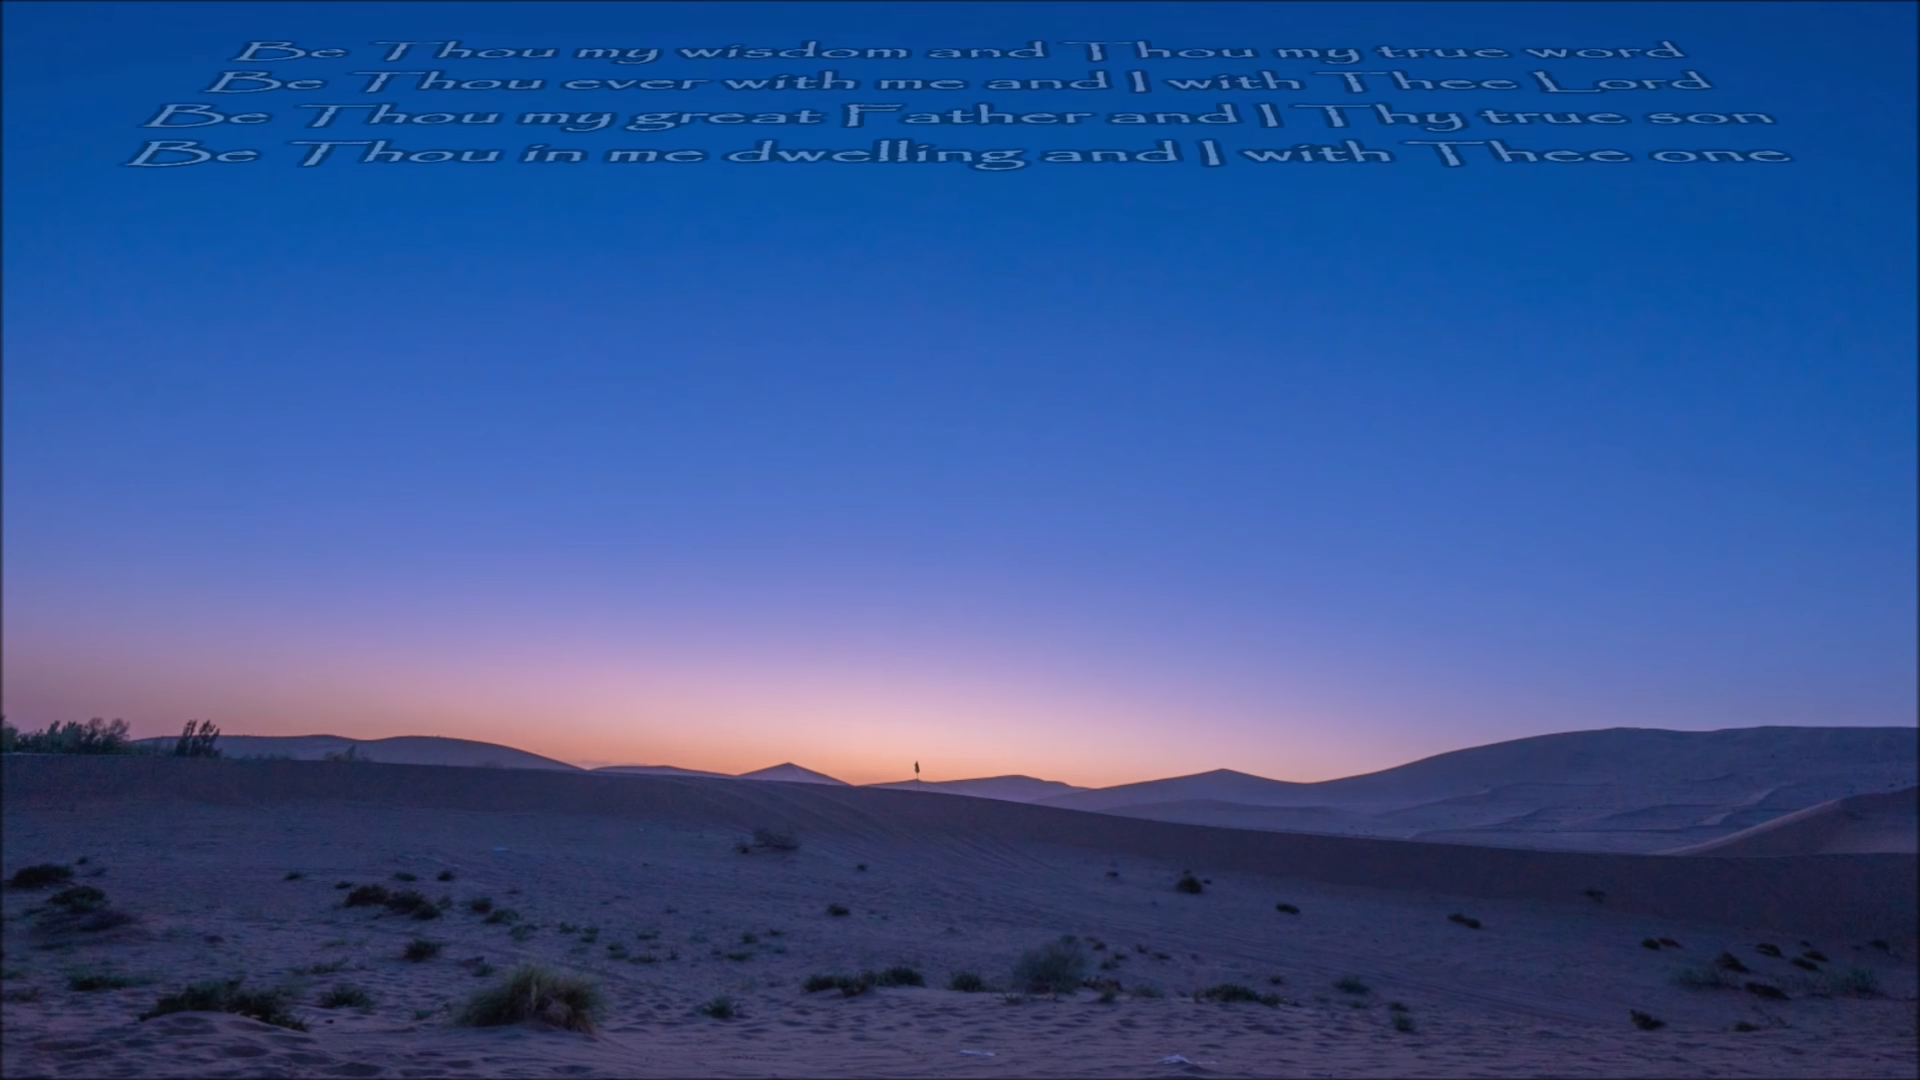 Be Thou my wisdom and Thou my true word
Be Thou ever with me and I with Thee Lord
Be Thou my great Father and I Thy true son
Be Thou in me dwelling and I with Thee one